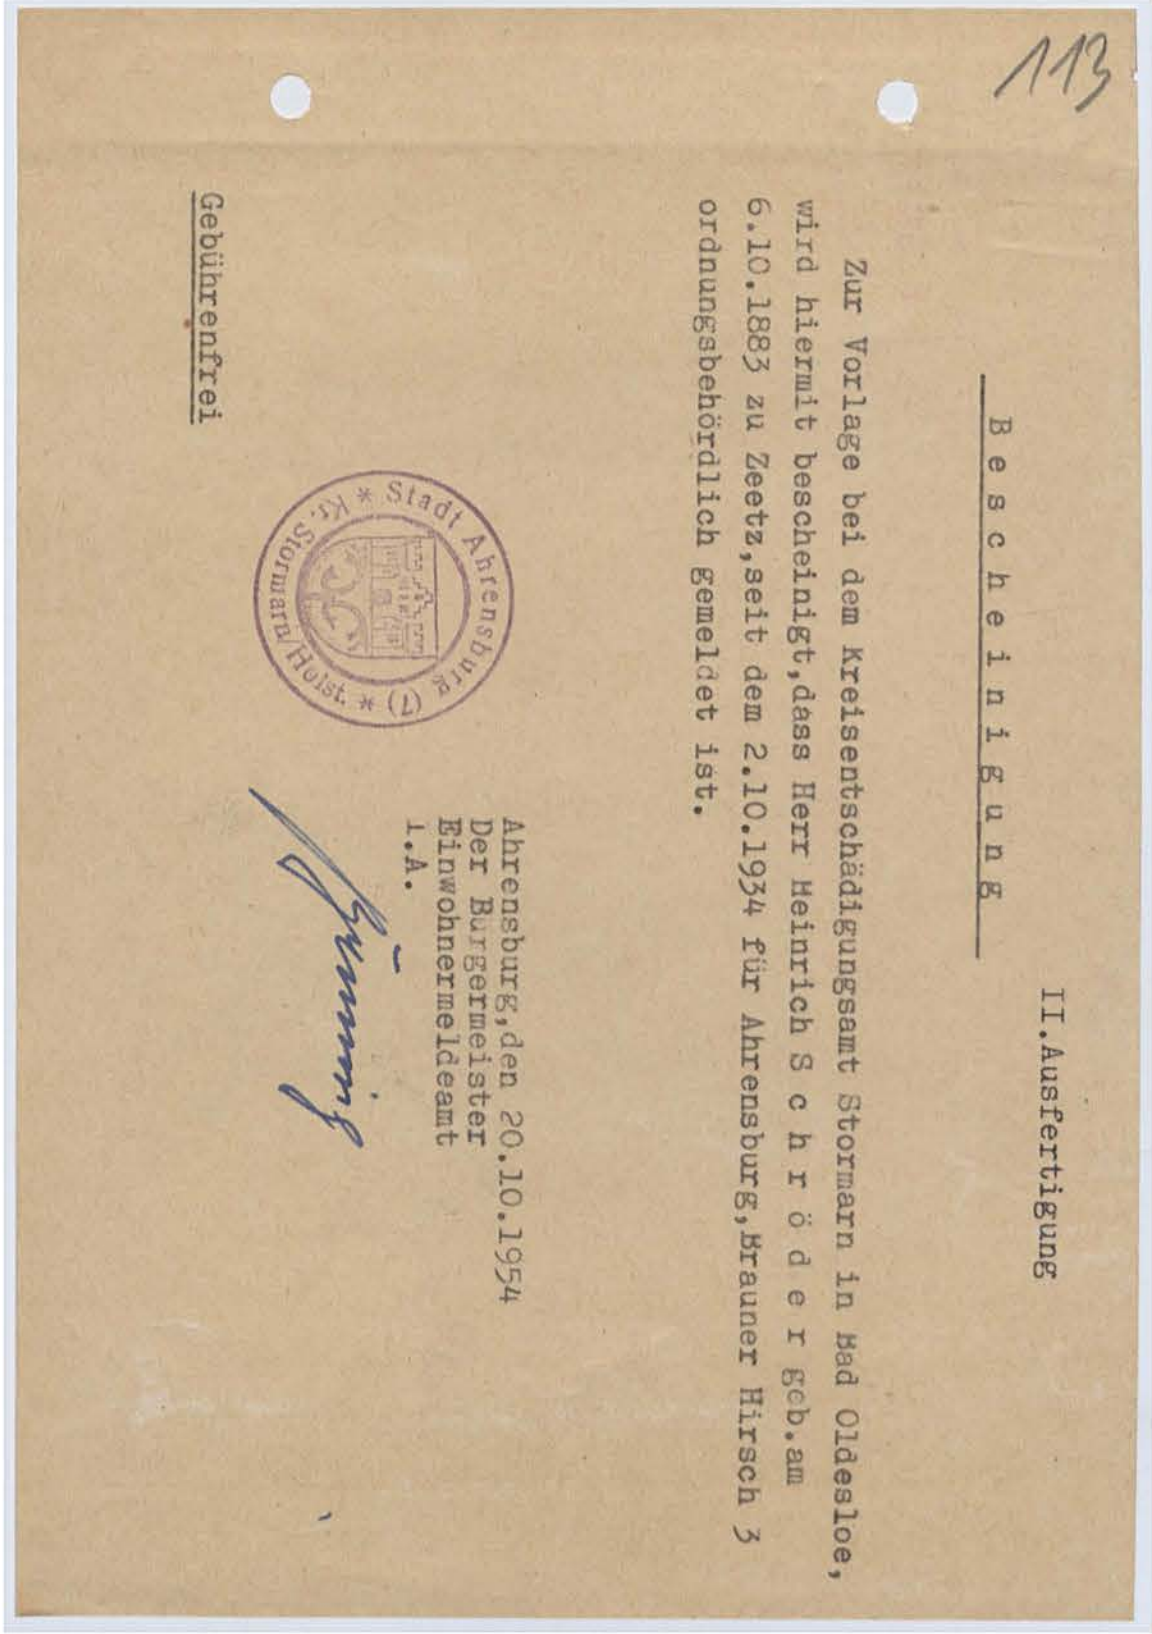 113
II.Ausfertigung
B e s c h e i n i g u n g
Zur Vorlage bei dem Kreisentschädigungsamt Stormarn in Bad Oldesloe,
wird hiermit bescheinigt,dass Herr Heinrich S c h r ö d e r geb.am
6.10.1883 zu Zeetz,seit dem 2.10.1934 für Ahrensburg,Brauner Hirsch 3
ordnungsbehördlich gemeldet ist.
Ahrensburg,den 20.10.1954
Der Bürgermeister
Einwohnermeldeamt
i.A.
* Stadt Ahrensburg (7) * Kr. Stormarn/Holst.
Gebührenfrei